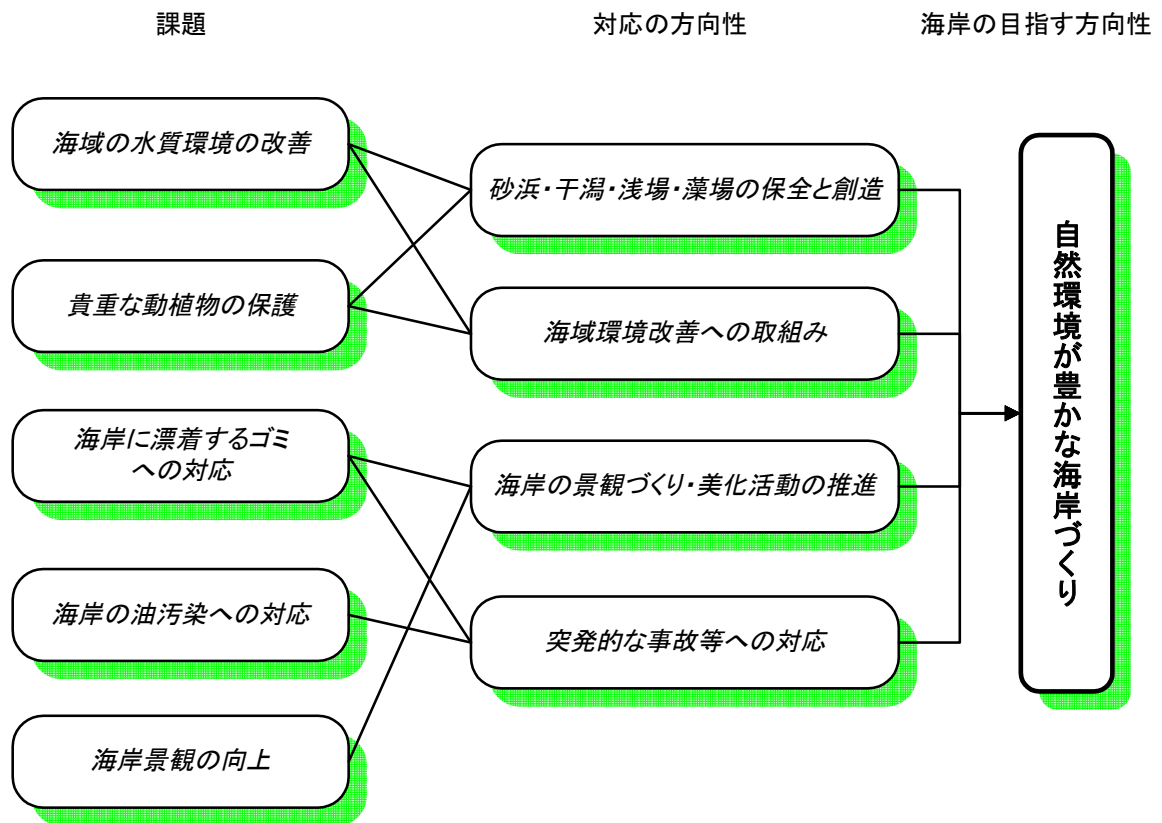 課題
対応の方向性
海岸の目指す方向性
海域の水質環境の改善
貴重な動植物の保護
海岸に漂着するゴミ
への対応
海岸の油汚染への対応
海岸景観の向上
砂浜・干潟・浅場・藻場の保全と創造
海域環境改善への取組み
海岸の景観づくり・美化活動の推進
突発的な事故等への対応
自然環境が豊かな海岸づくり